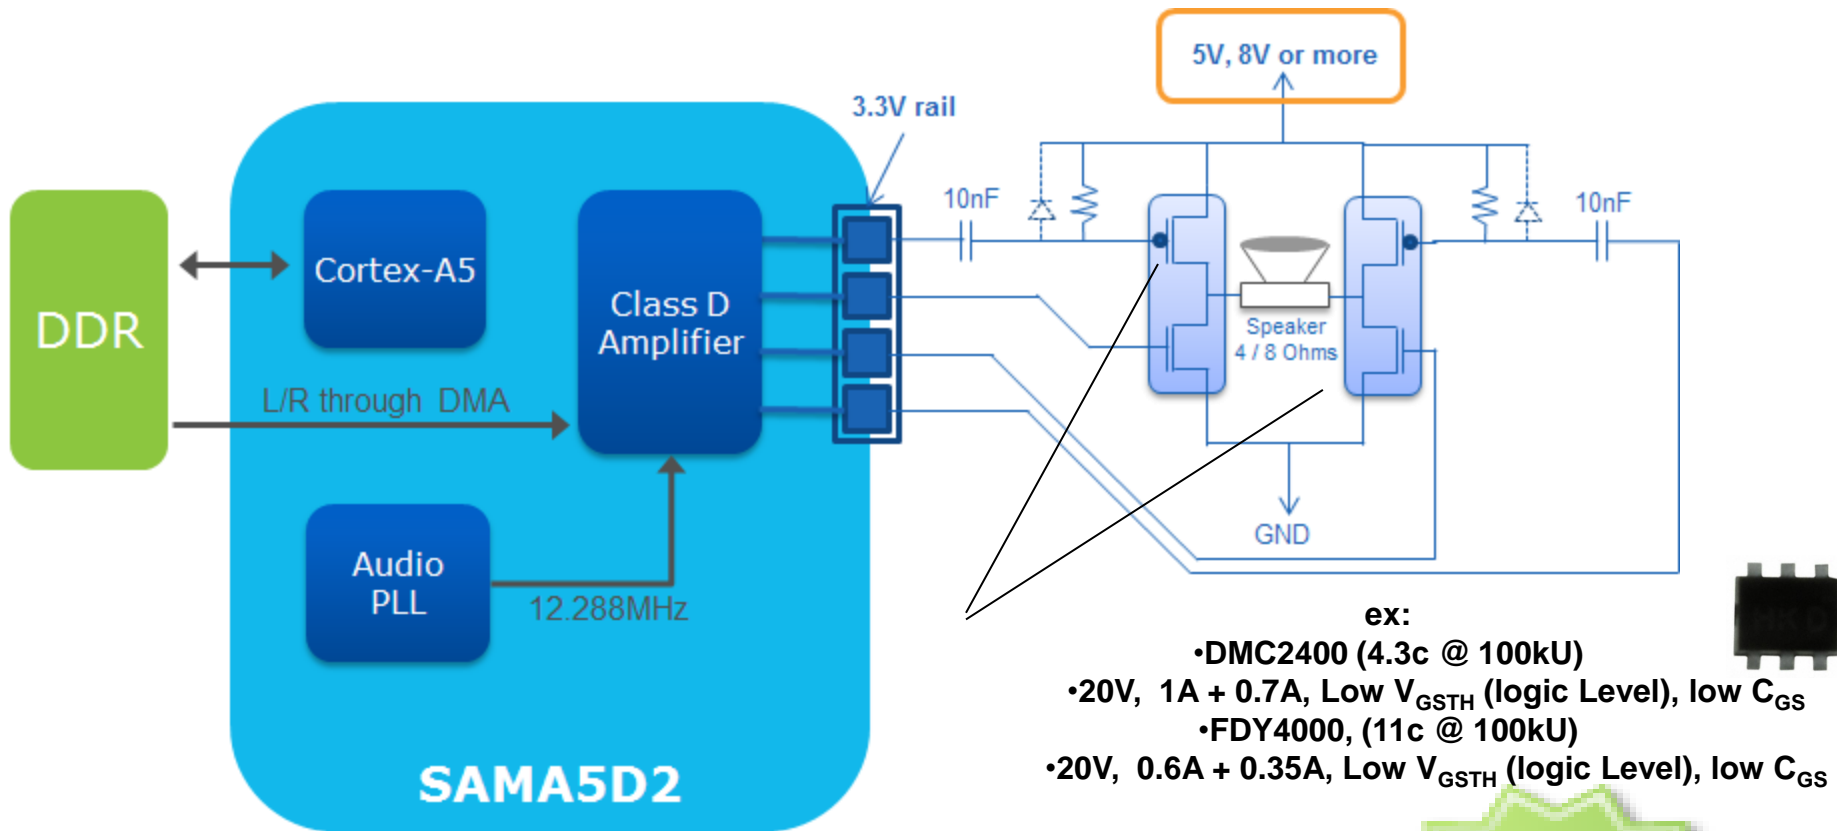 5V, 8V or more
3.3V rail
10nF
10nF
DDR
Cortex-A5
Class D
Amplifier
Speaker
4 / 8 Ohms
L/R through DMA
GND
Audio
PLL
12.288MHz
SAMA5D2
ex:
•DMC2400 (4.3c @ 100kU)
•20V, 1A + 0.7A, Low VGSTH (logic Level), low CGS
•FDY4000, (11c @ 100kU)
•20V, 0.6A + 0.35A, Low VGSTH (logic Level), low CGS